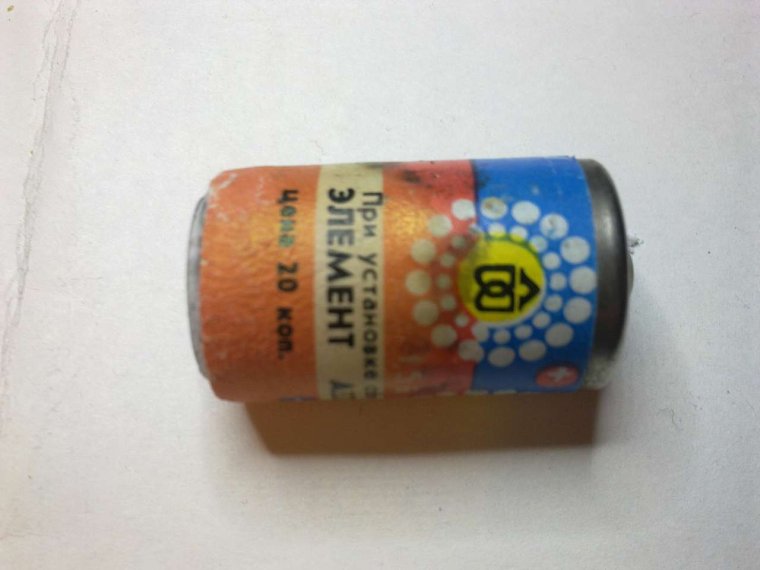 При установке
ЭЛЕМЕНТ
цена 20 коп.
+